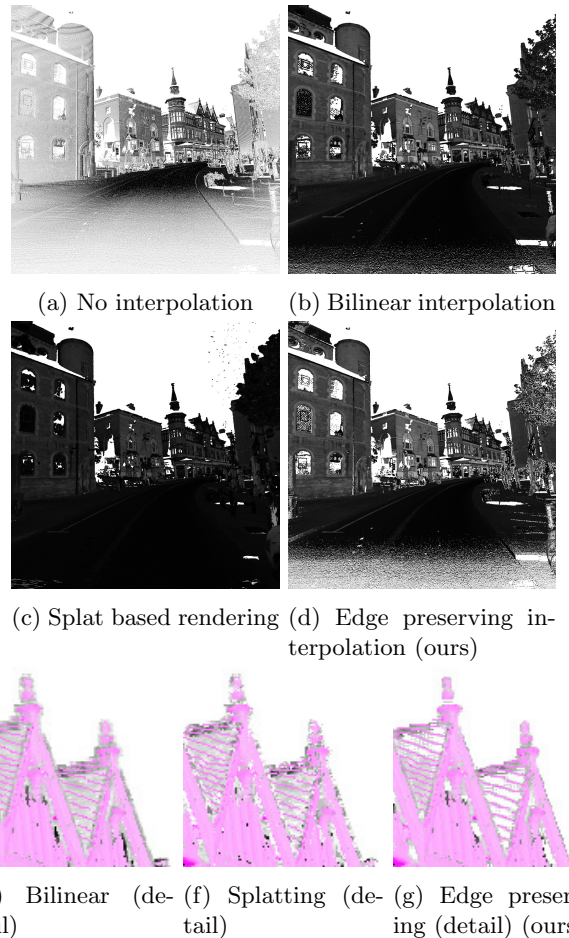 (a) No interpolation
(b) Bilinear interpolation
(c) Splat based rendering
(d) Edge preserving in-
terpolation (ours)
) Bilinear (de-
il)
(f) Splatting (de-
tail)
(g) Edge preser
ing (detail) (ours